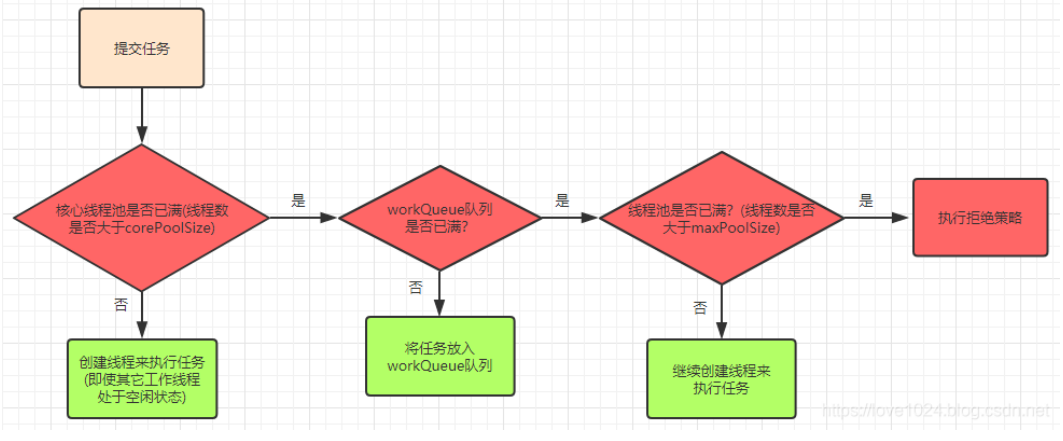 提交任务
核心线程池是否已满(线程数
是否大于corePoolSize)
是
workQueue队列
是否已满?
是
线程池是否已满? (线程数是否
大于maxPoolSize)
是
执行拒绝策略
否
创建线程来执行任务
(即使其它工作线程
处于空闲状态)
否
将任务放入
workQueue队列
否
继续创建线程来
执行任务
https://love1024.blog.csdn.net